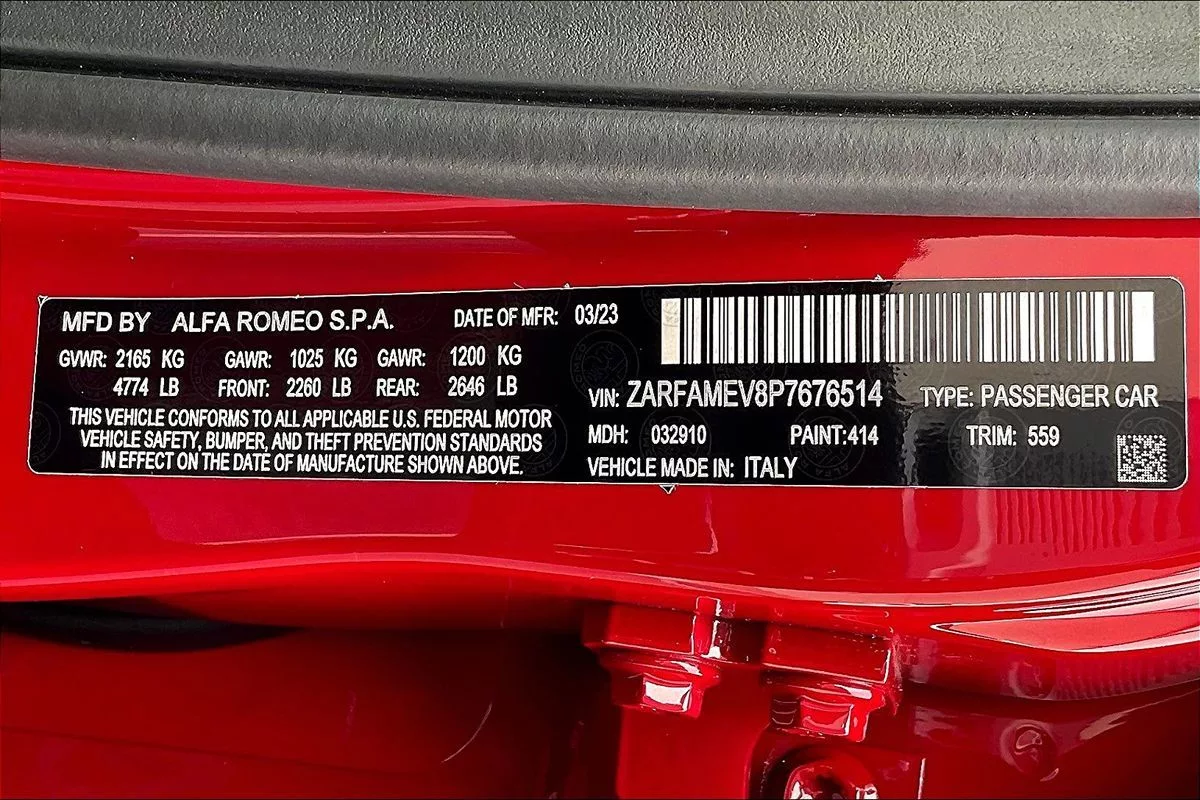 MFD BY ALFA ROMEO S.P.A. DATE OF MFR: 03/23
GVWR: 2165 KG GAWR: 1025 KG GAWR: 1200 KG
4774 LB FRONT: 2260 LB REAR: 2646 LB
THIS VEHICLE CONFORMS TO ALL APPLICABLE U.S. FEDERAL MOTOR
VEHICLE SAFETY, BUMPER, AND THEFT PREVENTION STANDARDS
IN EFFECT ON THE DATE OF MANUFACTURE SHOWN ABOVE.
VIN: ZARFAMEV8P7676514 TYPE: PASSENGER CAR
MDH: 032910 PAINT:414 TRIM: 559
VEHICLE MADE IN: ITALY